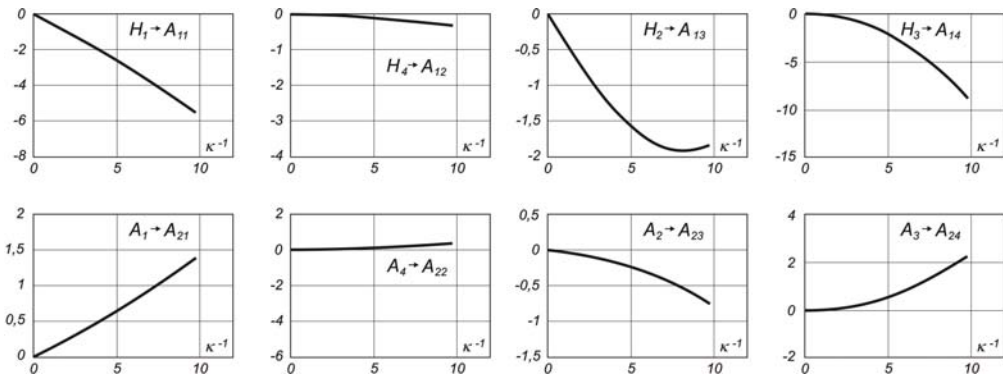 0 H₁→A₁₁
-2
-4
-6
-8 0 5 10 κ⁻¹
0
-1 H₄→A₁₂
-2
-3
-4 0 5 10 κ⁻¹
0 H₂→A₁₃
-0,5
-1
-1,5
-2 0 5 10 κ⁻¹
0 H₃→A₁₄
-5
-10
-15 0 5 10 κ⁻¹
2 A₁→A₂₁
1,5
1
0,5
0 0 5 10 κ⁻¹
2
0 A₄→A₂₂
-2
-4
-6 0 5 10 κ⁻¹
0,5 A₂→A₂₃
0
-0,5
-1
-1,5 0 5 10 κ⁻¹
4 A₃→A₂₄
2
0
-2 0 5 10 κ⁻¹